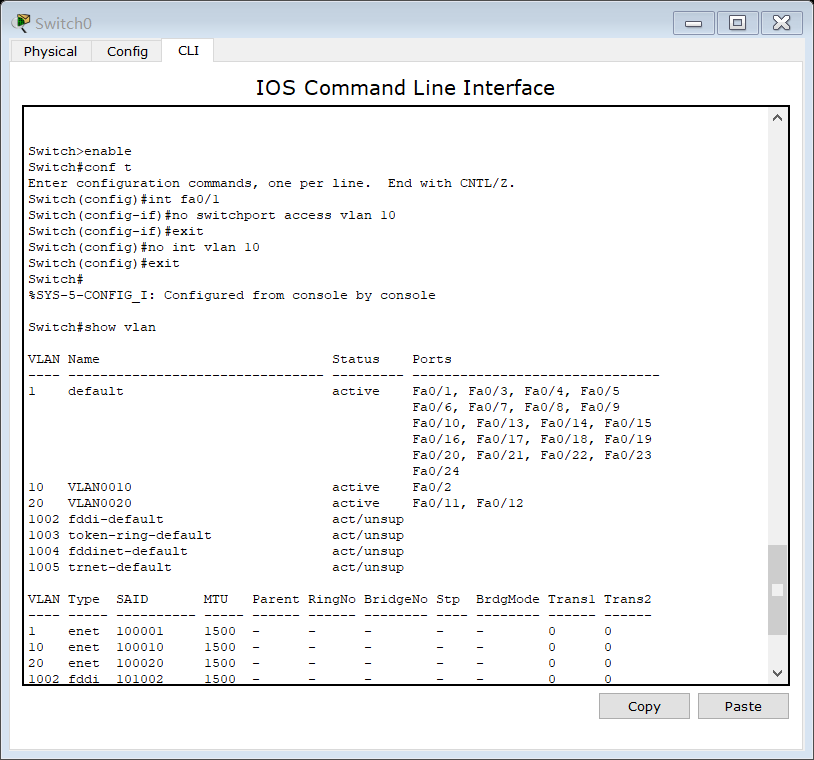 Switch0
Physical Config CLI
IOS Command Line Interface
Switch>enable
Switch#conf t
Enter configuration commands, one per line.  End with CNTL/Z.
Switch(config)#int fa0/1
Switch(config-if)#no switchport access vlan 10
Switch(config-if)#exit
Switch(config)#no int vlan 10
Switch(config)#exit
Switch#
%SYS-5-CONFIG_I: Configured from console by console
Switch#show vlan
VLAN Name                             Status    Ports
---- -------------------------------- --------- -------------------------------
1    default                          active    Fa0/1, Fa0/3, Fa0/4, Fa0/5
                                                Fa0/6, Fa0/7, Fa0/8, Fa0/9
                                                Fa0/10, Fa0/13, Fa0/14, Fa0/15
                                                Fa0/16, Fa0/17, Fa0/18, Fa0/19
                                                Fa0/20, Fa0/21, Fa0/22, Fa0/23
                                                Fa0/24
10   VLAN0010                         active    Fa0/2
20   VLAN0020                         active    Fa0/11, Fa0/12
1002 fddi-default                     act/unsup
1003 token-ring-default               act/unsup
1004 fddinet-default                  act/unsup
1005 trnet-default                    act/unsup
VLAN Type  SAID       MTU   Parent RingNo BridgeNo Stp  BrdgMode Trans1 Trans2
---- ----- ---------- ----- ------ ------ -------- ---- -------- ------ ------
1    enet  100001     1500  -      -      -        -    -        0      0
10   enet  100010     1500  -      -      -        -    -        0      0
20   enet  100020     1500  -      -      -        -    -        0      0
1002 fddi  101002     1500  -      -      -        -    -        0      0
Copy Paste